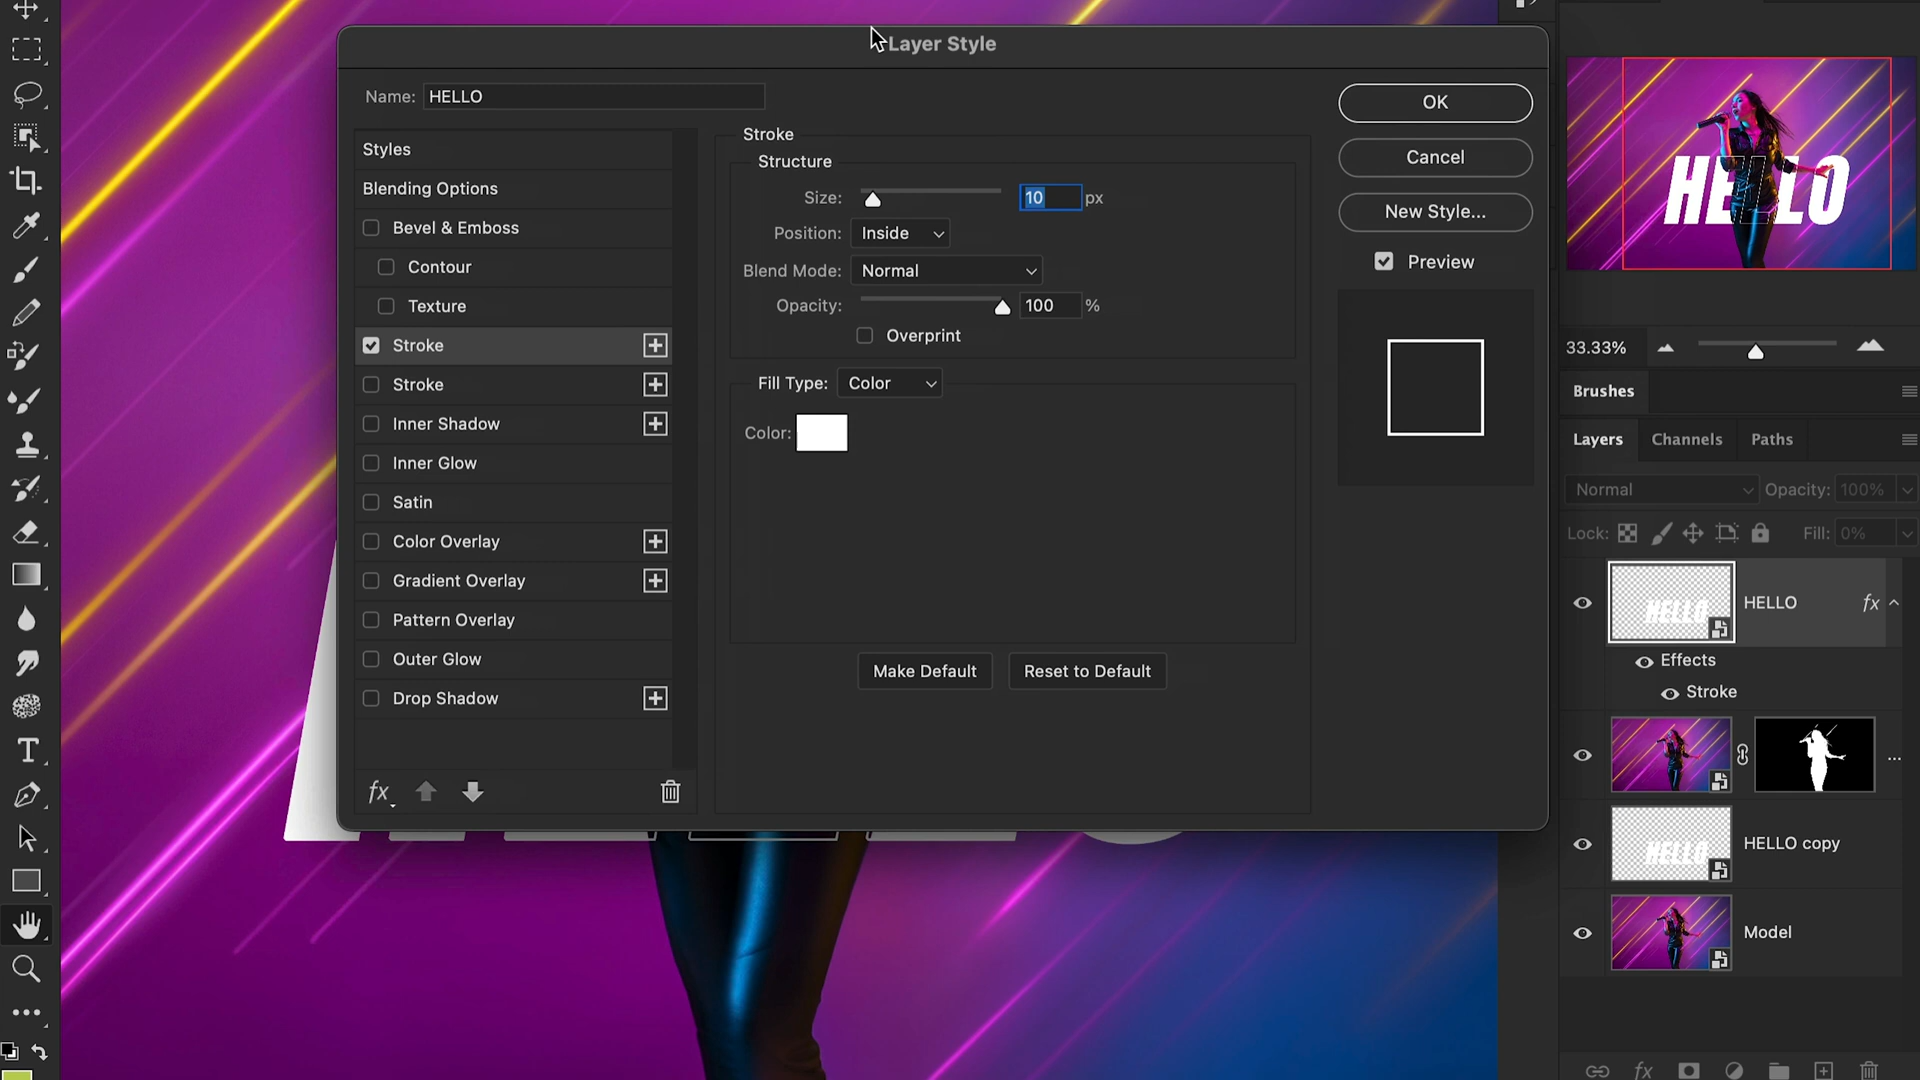 Layer Style
Name: HELLO
Styles
Blending Options
Bevel & Emboss
Contour
Texture
Stroke
Stroke
Inner Shadow
Inner Glow
Satin
Color Overlay
Gradient Overlay
Pattern Overlay
Outer Glow
Drop Shadow
fx
Stroke
Structure
Size: 10 px
Position: Inside
Blend Mode: Normal
Opacity: 100 %
Overprint
Fill Type: Color
Color:
Make Default Reset to Default
OK
Cancel
New Style...
Preview
HELLO
33.33%
Brushes
Layers Channels Paths
Normal Opacity: 100%
Lock: Fill: 0%
HELLO HELLO fx
Effects
Stroke
HELLO HELLO copy
Model
fx
T